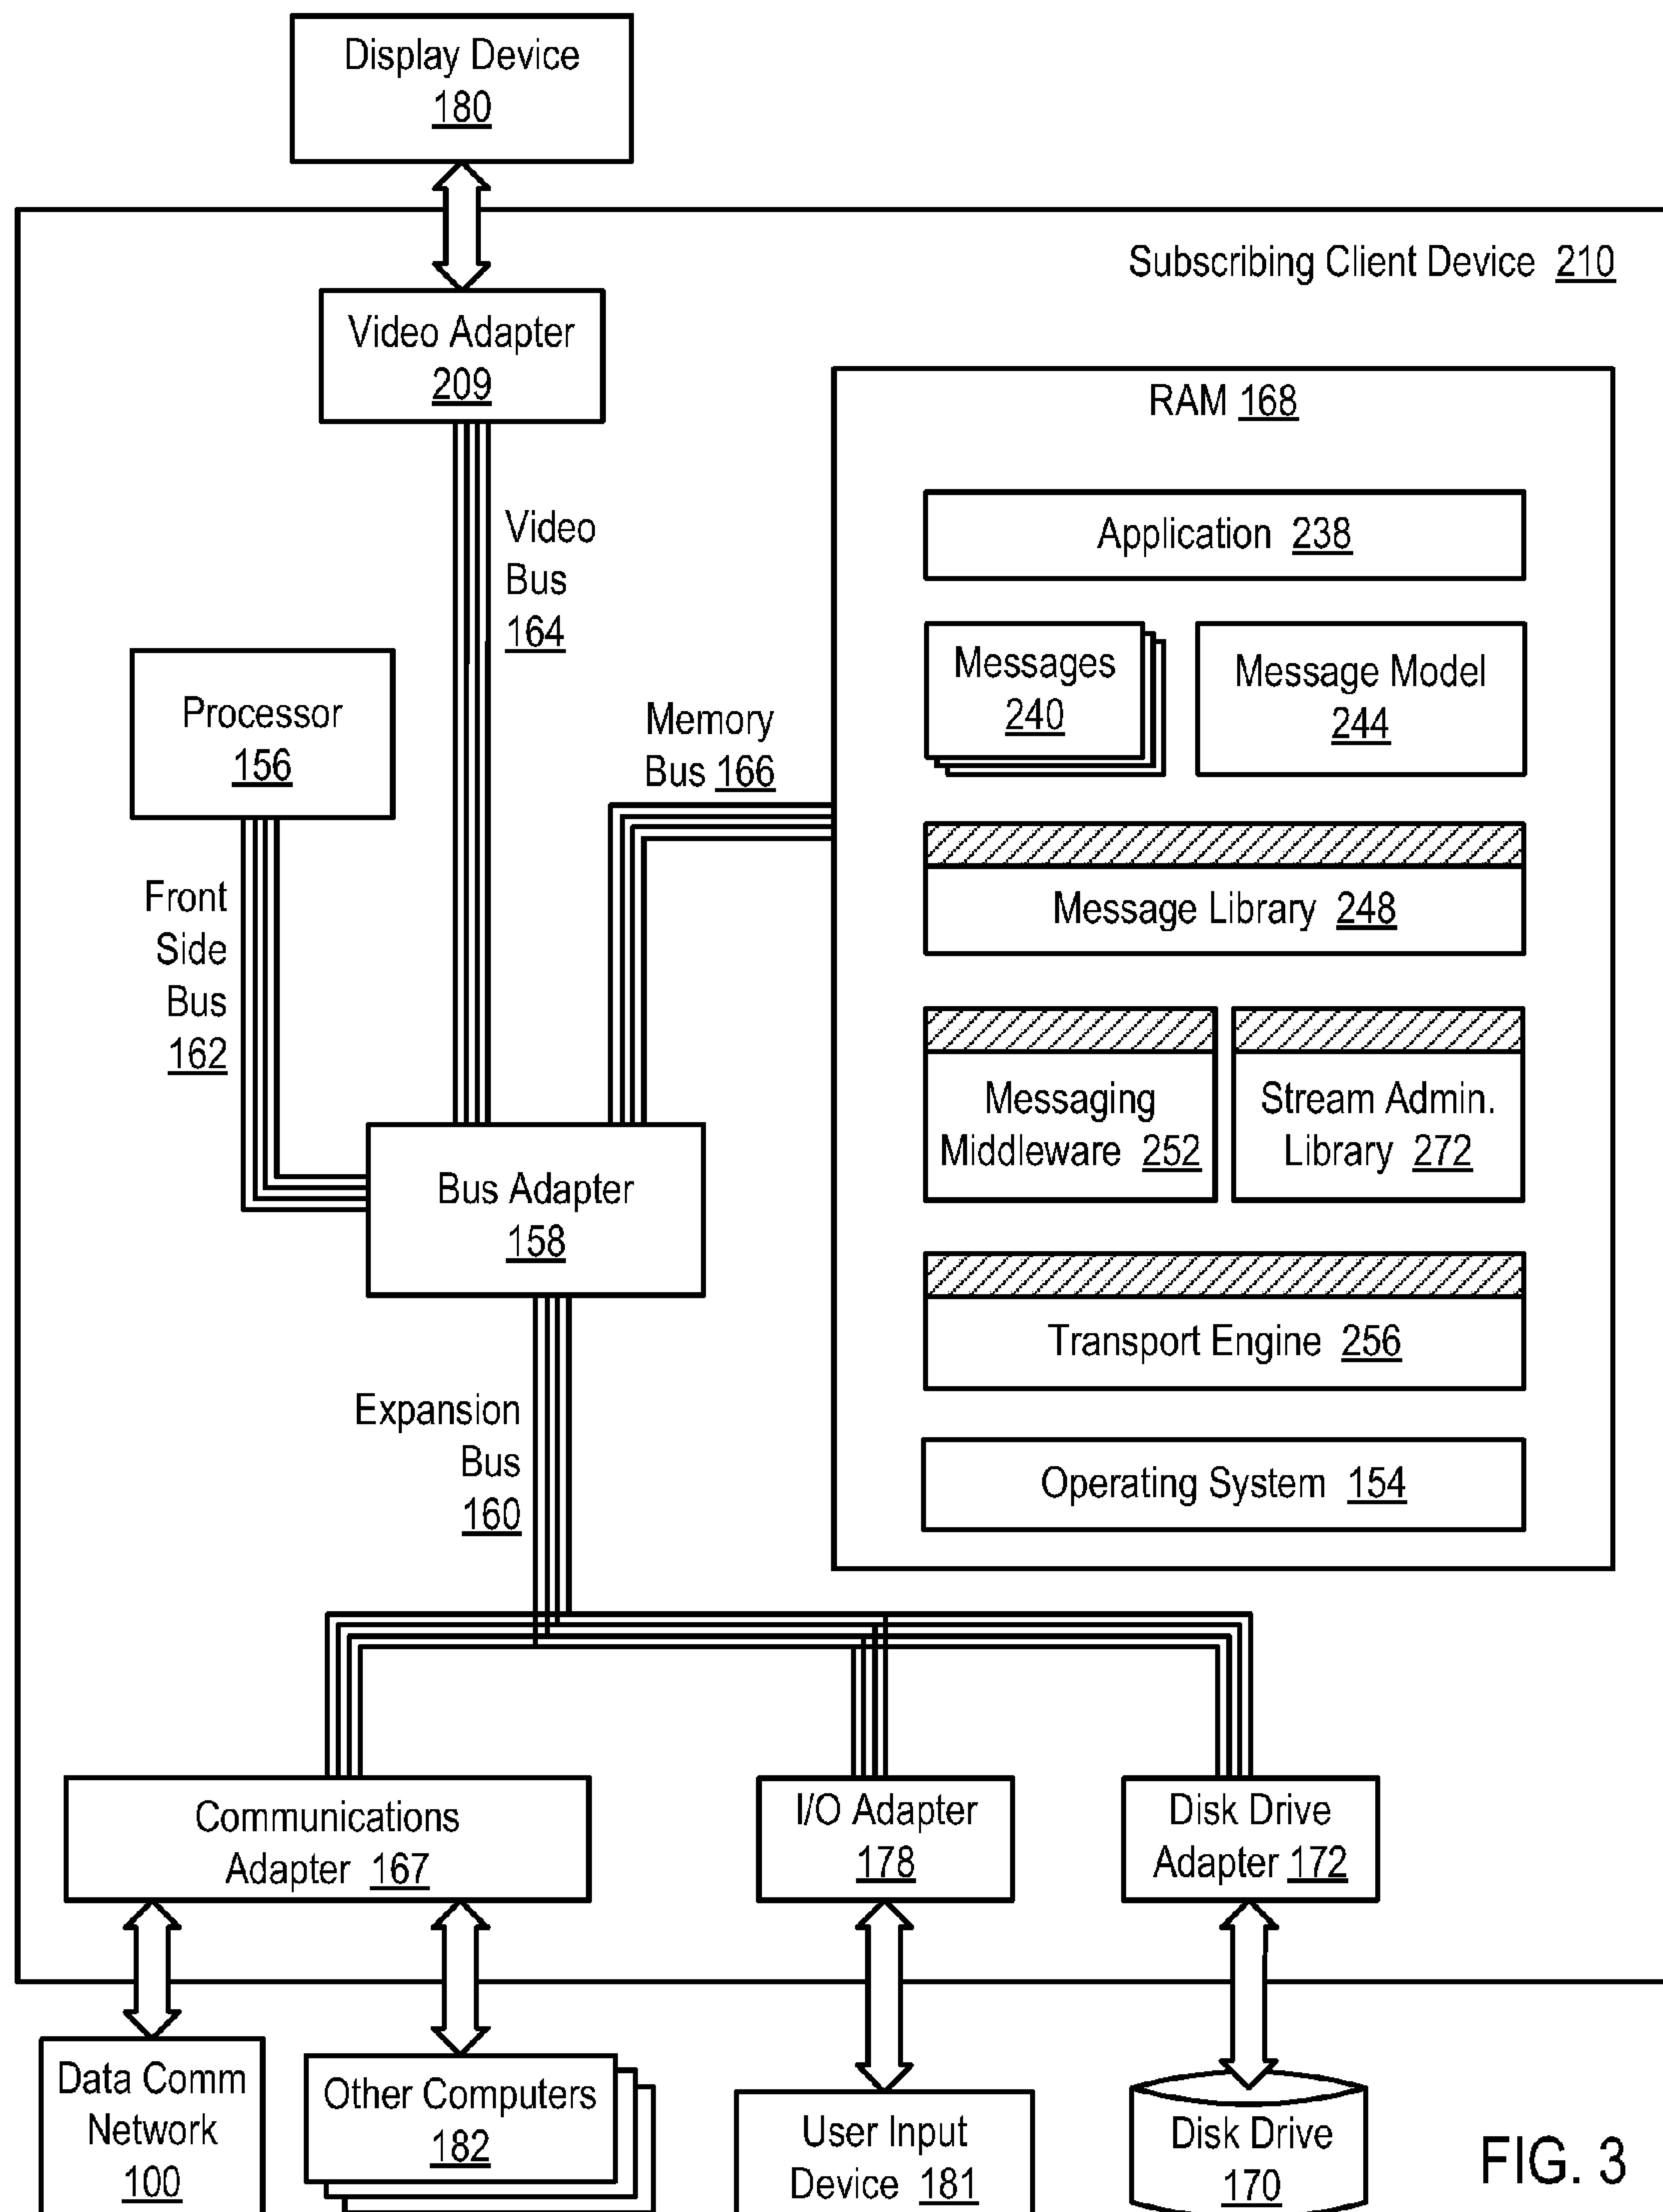 Display Device
180
Subscribing Client Device 210
Video Adapter
209
RAM 168
Application 238
Video
Bus
164
Messages
240
Message Model
244
Processor
156
Memory
Bus 166
Message Library 248
Front
Side
Bus
162
Messaging
Middleware 252
Stream Admin.
Library 272
Bus Adapter
158
Transport Engine 256
Expansion
Bus
160
Operating System 154
Communications
Adapter 167
I/O Adapter
178
Disk Drive
Adapter 172
Data Comm
Network
100
Other Computers
182
User Input
Device 181
Disk Drive
170
FIG. 3